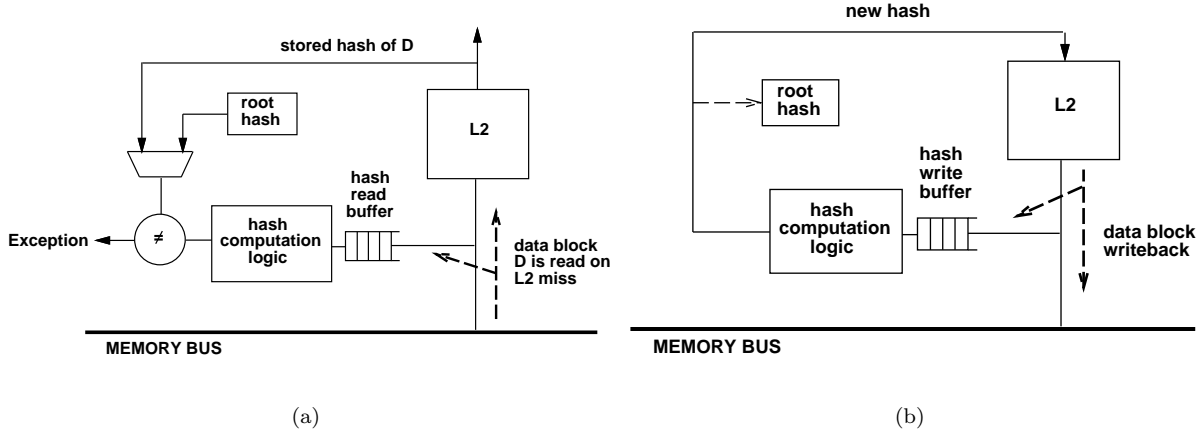 stored hash of D
root
hash
L2
hash
read
buffer
Exception
≠
hash
computation
logic
data block
D is read on
L2 miss
MEMORY BUS
(a)
new hash
root
hash
L2
hash
write
buffer
hash
computation
logic
data block
writeback
MEMORY BUS
(b)